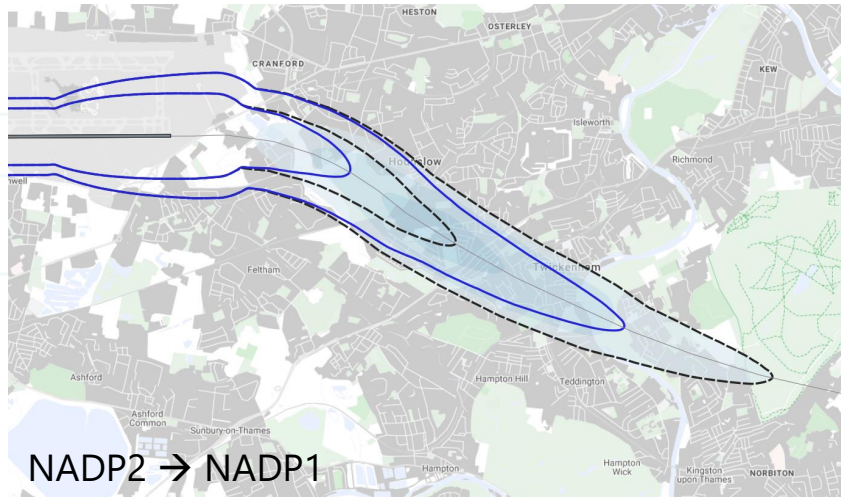 HESTON
OSTERLEY
CRANFORD
KEW
Isleworth
Hounslow
Richmond
nwell
Feltham
Twickenham
Ashford
Hampton Hill
Teddington
Ashford
Common
Sunbury-on-Thames
Hampton
Hampton
Wick
Kingston
upon Thames
NORBITON
NADP2 → NADP1